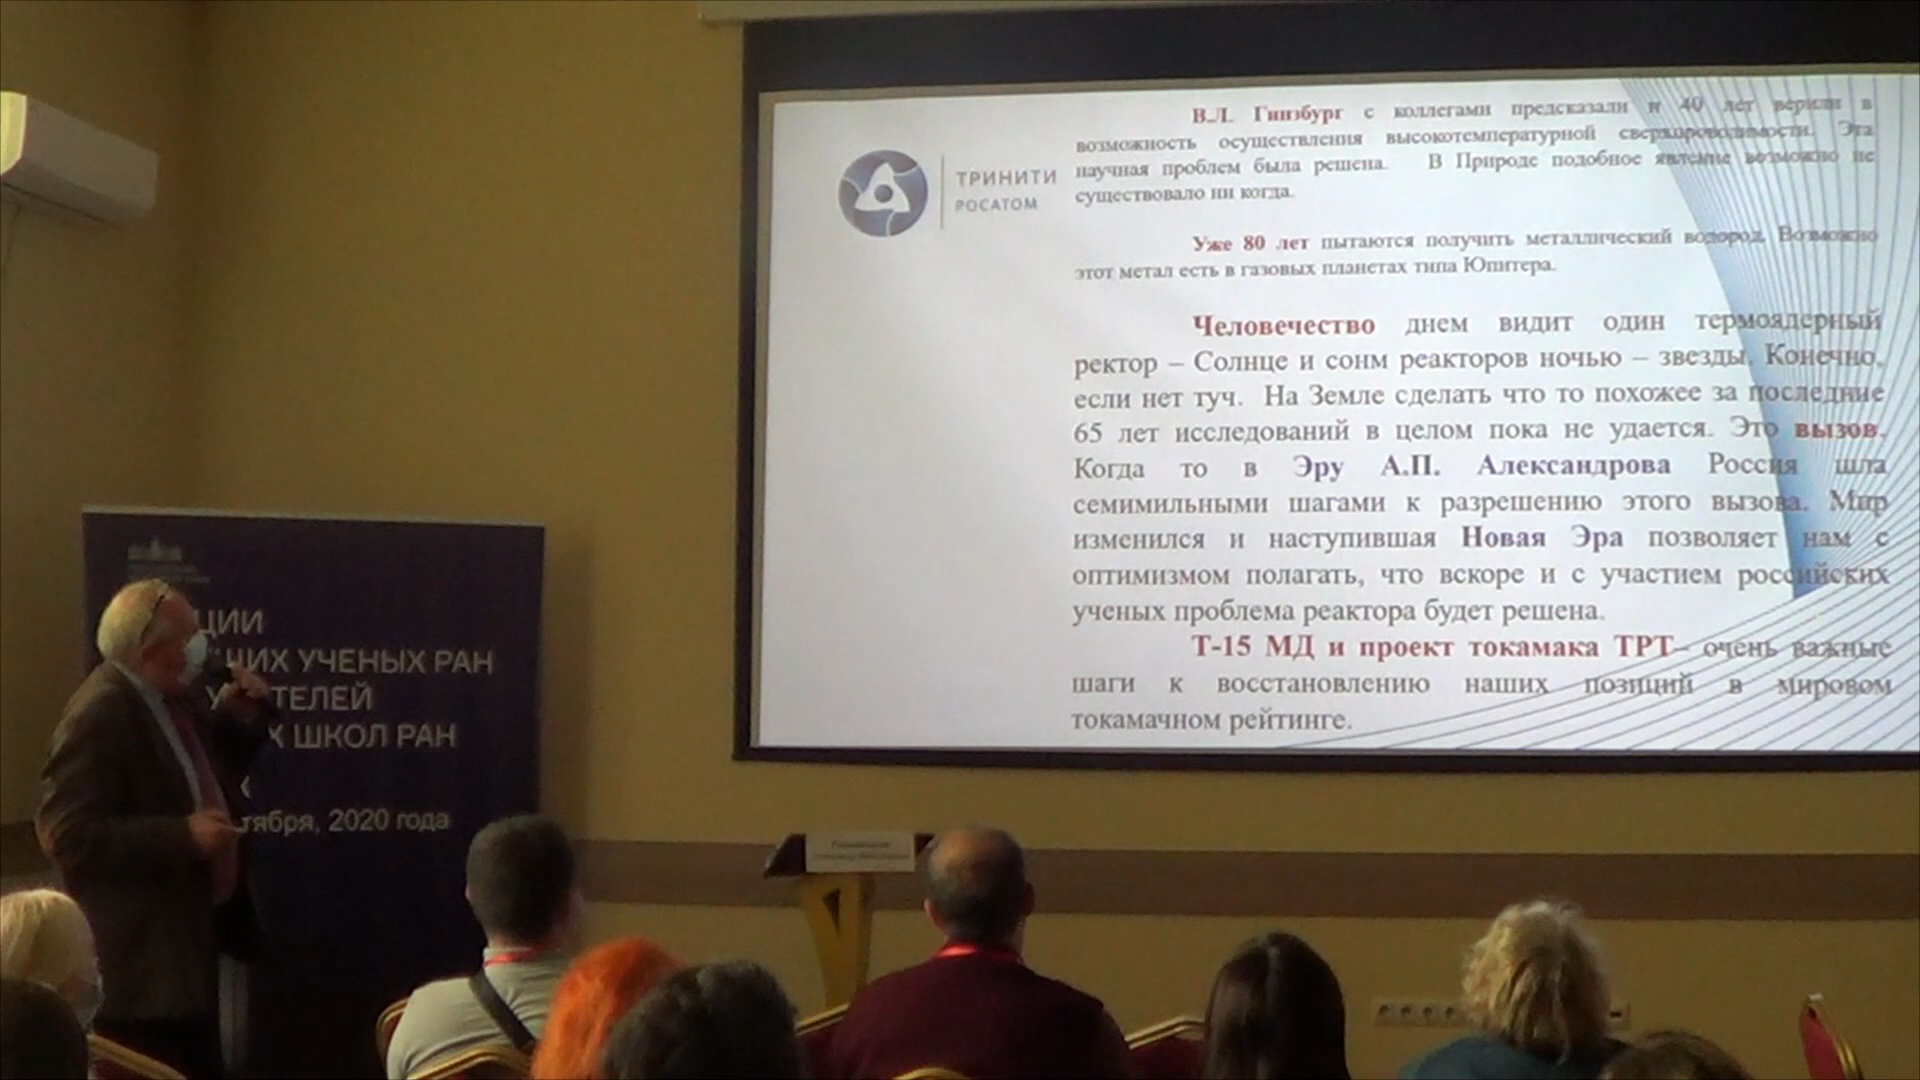 В.Л. Гинзбург с коллегами предсказали и 40 лет верили в
возможность осуществления высокотемпературной сверхпроводимости. Эта
научная проблем была решена. В Природе подобное явление возможно не
существовало ни когда.
ТРИНИТИ
РОСАТОМ
Уже 80 лет пытаются получить металлический водород. Возможно
этот метал есть в газовых планетах типа Юпитера.
Человечество днем видит один термоядерный
ректор – Солнце и сонм реакторов ночью – звезды. Конечно,
если нет туч. На Земле сделать что то похожее за последние
65 лет исследований в целом пока не удается. Это вызов.
Когда то в Эру А.П. Александрова Россия шла
семимильными шагами к разрешению этого вызова. Мир
изменился и наступившая Новая Эра позволяет нам с
оптимизмом полагать, что вскоре и с участием российских
ученых проблема реактора будет решена.
Т-15 МД и проект токамака ТРТ– очень важные
шаги к восстановлению наших позиций в мировом
токамачном рейтинге.
ЦИИ
ЩИХ УЧЕНЫХ РАН
ТЕЛЕЙ
Х ШКОЛ РАН
тября, 2020 года